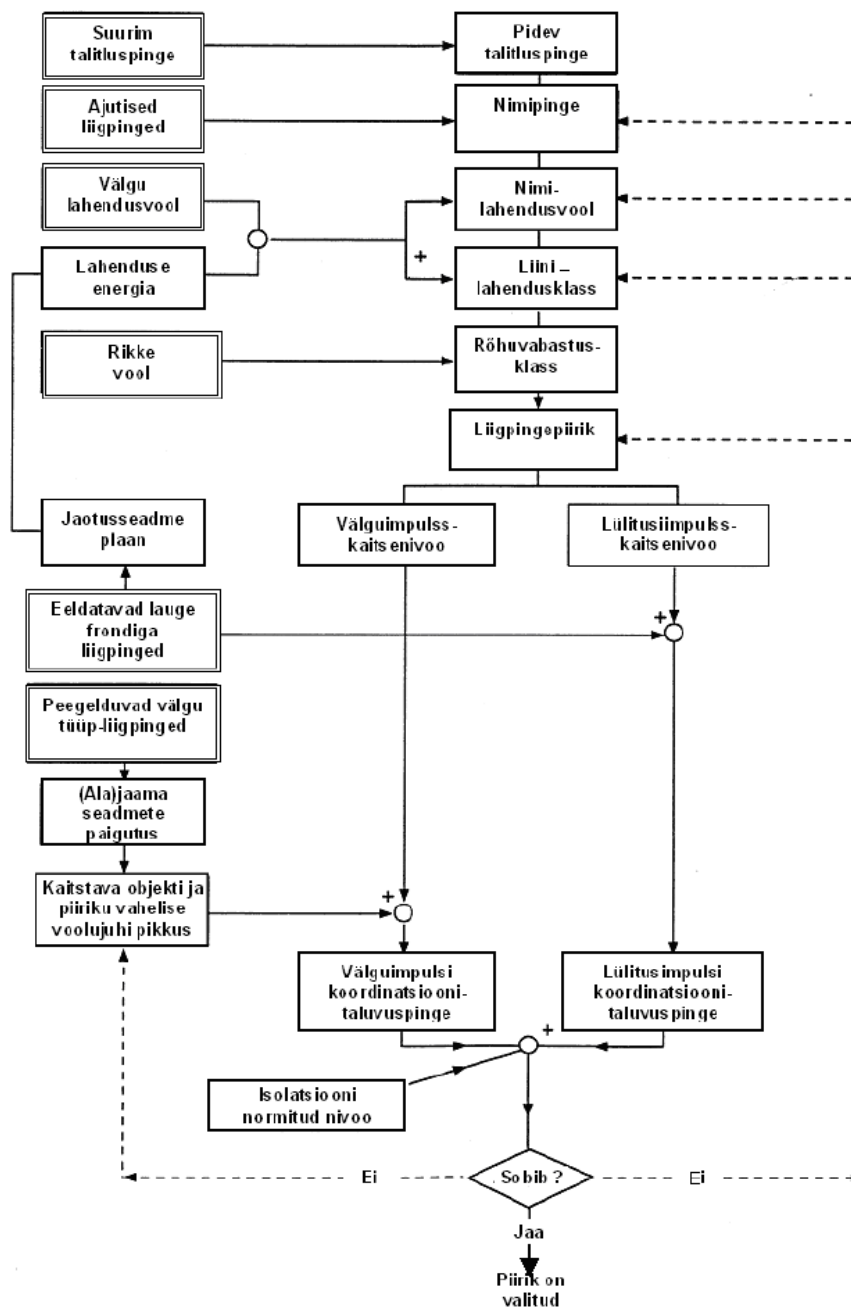 Suurim
talitluspinge
Pidev
talitluspinge
Ajutised
liigpinged
Nimipinge
Välgu
lahendusvool
Nimi-
lahendusvool
+
Lahenduse
energia
Liini –
lahendusklass
Rikke
vool
Rõhuvabastus-
klass
Liigpingepiirik
Jaotusseadme
plaan
Välguimpulss-
kaitsenivoo
Lülitusiimpulss-
kaitsenivoo
Eeldatavad lauge
frondiga
liigpinged
+
Peegelduvad välgu
tüüp-liigpinged
(Ala)jaama
seadmete
paigutus
Kaitstava objekti ja
piiriku vahelise
voolujuhi pikkus
+
Välguimpulsi
koordinatsiooni-
taluvuspinge
Lülitusimpulsi
koordinatsiooni-
taluvuspinge
+
Isolatsiooni
normitud nivoo
Ei
Sobib ?
Ei
Jaa
Piirik on
valitud